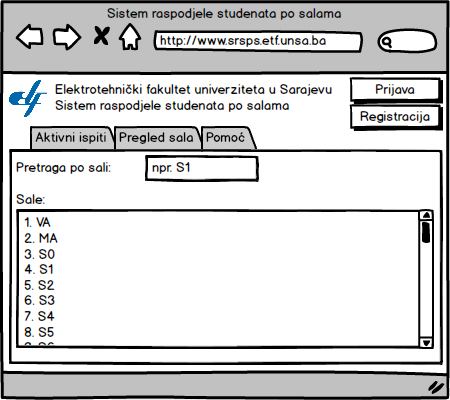 Sistem raspodjele studenata po salama
http://www.srsps.etf.unsa.ba
Elektrotehnički fakultet univerziteta u Sarajevu
Sistem raspodjele studenata po salama
Prijava
Registracija
Aktivni ispiti
Pregled sala
Pomoć
Pretraga po sali:
npr. S1
Sale:
1. VA
2. MA
3. S0
4. S1
5. S2
6. S3
7. S4
8. S5